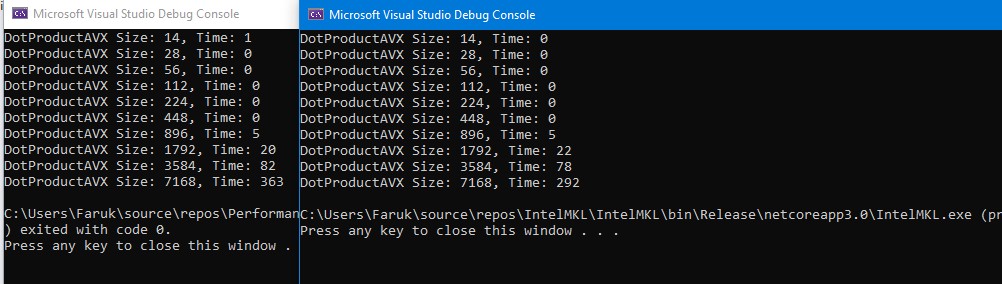 Microsoft Visual Studio Debug Console
DotProductAVX Size: 14, Time: 1
DotProductAVX Size: 28, Time: 0
DotProductAVX Size: 56, Time: 0
DotProductAVX Size: 112, Time: 0
DotProductAVX Size: 224, Time: 0
DotProductAVX Size: 448, Time: 0
DotProductAVX Size: 896, Time: 5
DotProductAVX Size: 1792, Time: 20
DotProductAVX Size: 3584, Time: 82
DotProductAVX Size: 7168, Time: 363
C:\Users\Faruk\source\repos\Performan
) exited with code 0.
Press any key to close this window .
Microsoft Visual Studio Debug Console
DotProductAVX Size: 14, Time: 0
DotProductAVX Size: 28, Time: 0
DotProductAVX Size: 56, Time: 0
DotProductAVX Size: 112, Time: 0
DotProductAVX Size: 224, Time: 0
DotProductAVX Size: 448, Time: 0
DotProductAVX Size: 896, Time: 5
DotProductAVX Size: 1792, Time: 22
DotProductAVX Size: 3584, Time: 78
DotProductAVX Size: 7168, Time: 292
C:\Users\Faruk\source\repos\IntelMKL\IntelMKL\bin\Release\netcoreapp3.0\IntelMKL.exe (pr
Press any key to close this window . . .